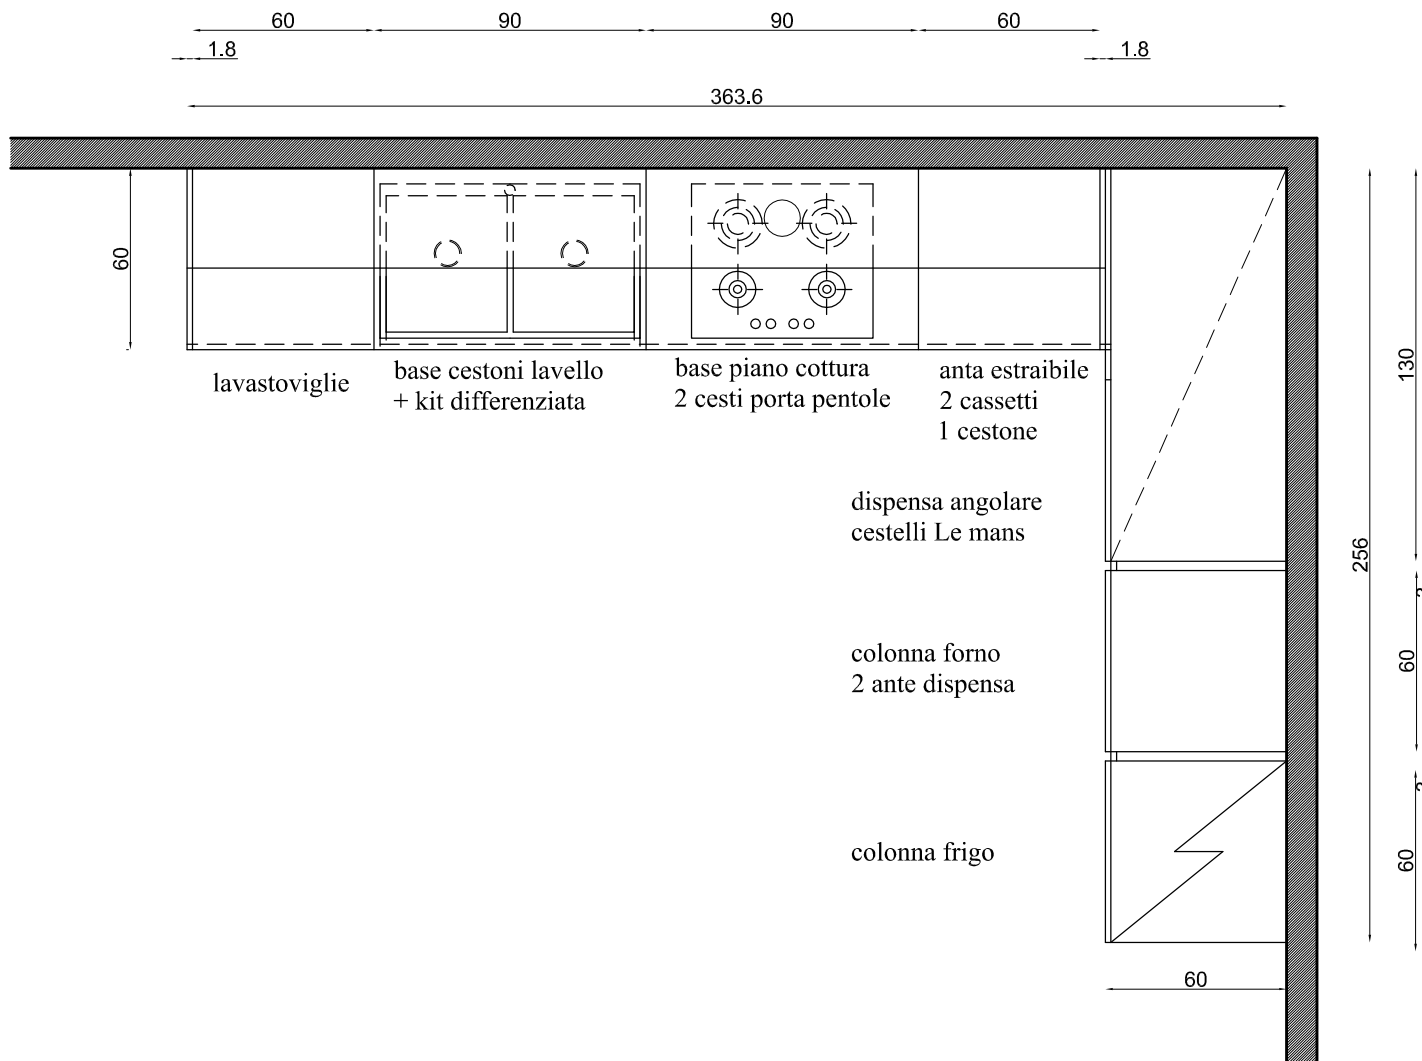 60
90
90
60
1.8
1.8
363.6
60
lavastoviglie
base cestoni lavello
+ kit differenziata
base piano cottura
2 cesti porta pentole
anta estraibile
2 cassetti
1 cestone
130
dispensa angolare
cestelli Le mans
256
colonna forno
2 ante dispensa
60
colonna frigo
60
60